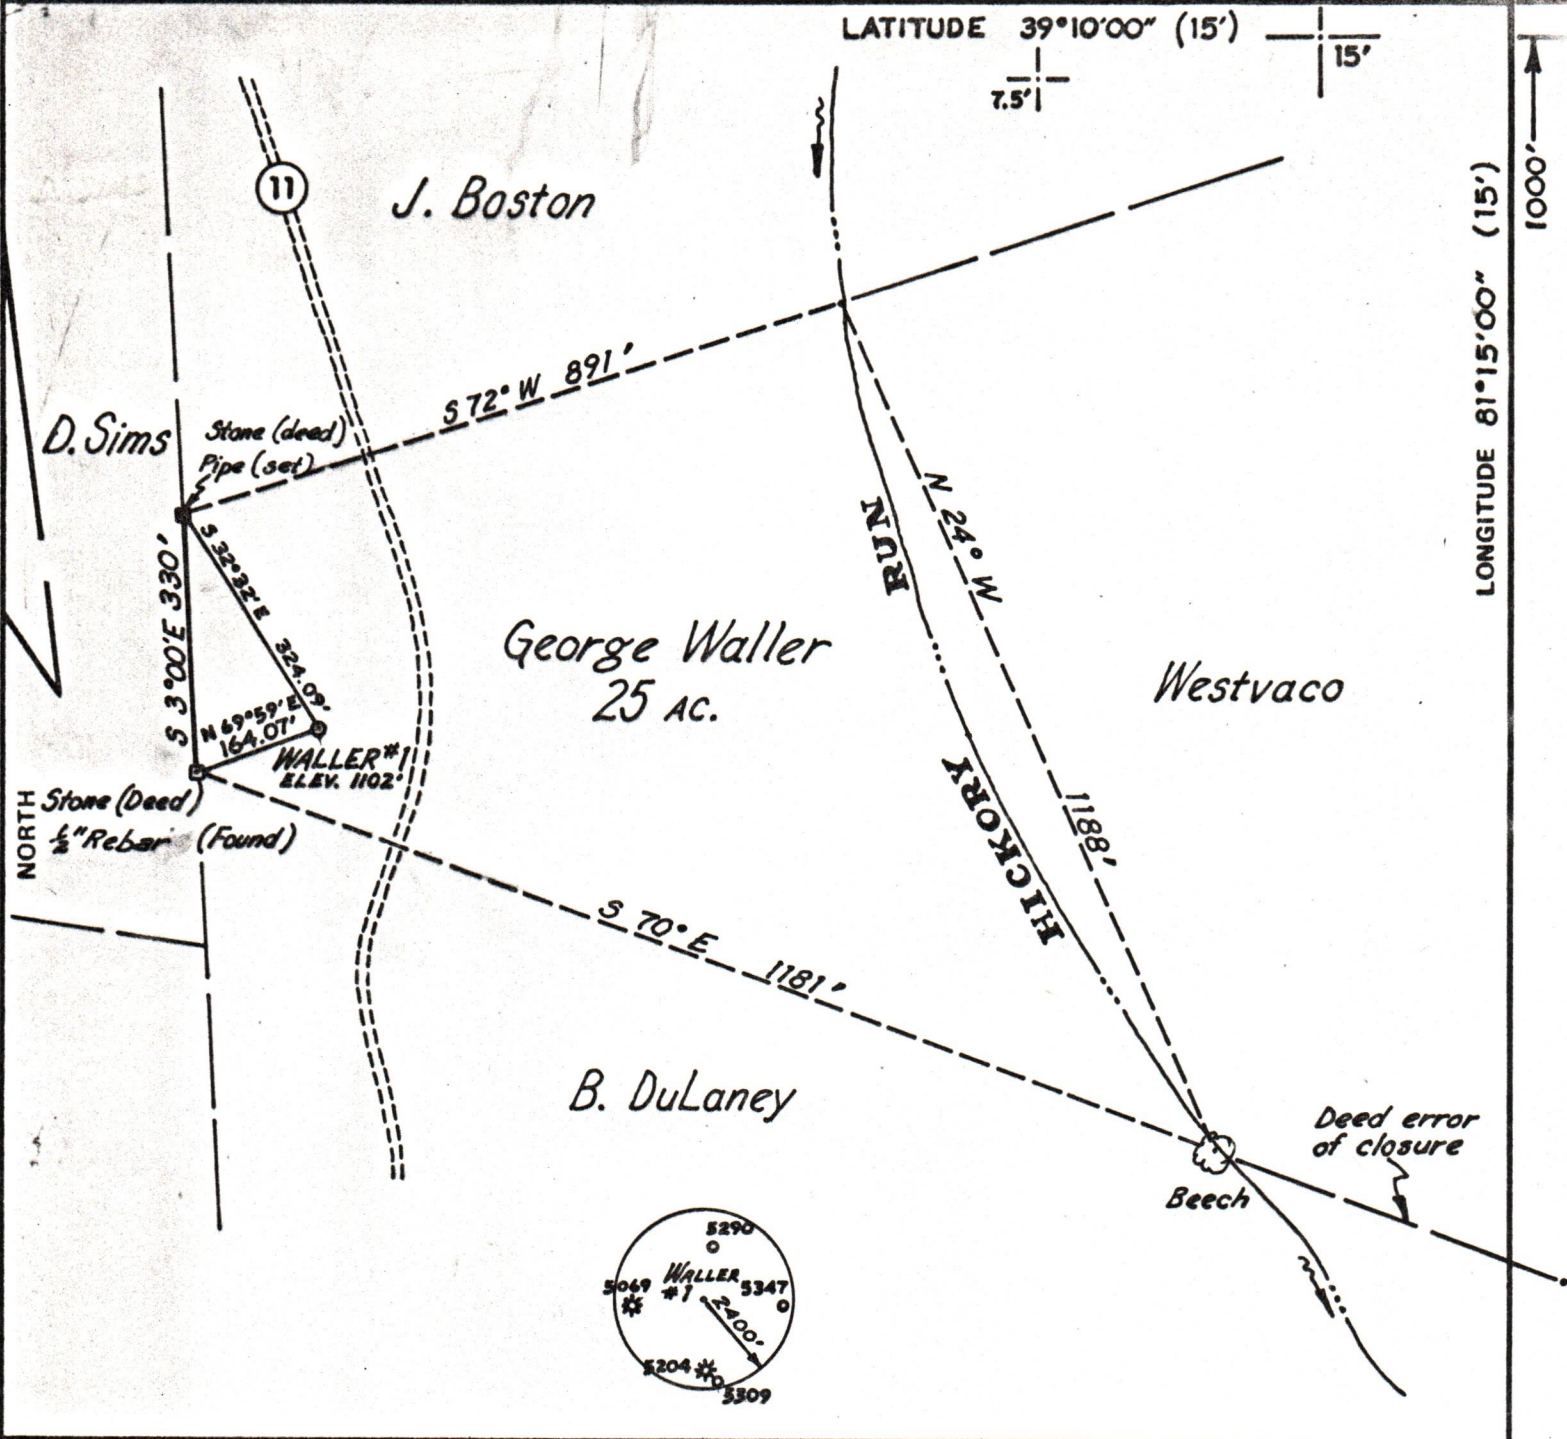 LATITUDE 39°10'00" (15')
15'
7.5'
1000'
LONGITUDE 81°15'00" (15')
11
J. Boston
S 72° W 891'
D. Sims
Stone (deed)
Pipe (set)
S 32°32' E 324.09'
S 3°00' E 330'
N 69°59' E
164.07'
WALLER #1
ELEV. 1102'
George Waller
25 AC.
RUN
HICKORY
N 24° W 1188'
Westvaco
NORTH
Stone (Deed)
½" Rebar (Found)
S 70° E 1181'
B. DuLaney
Deed error
of closure
Beech
5290
5069
WALLER
#1
5347
2400'
5204
5309